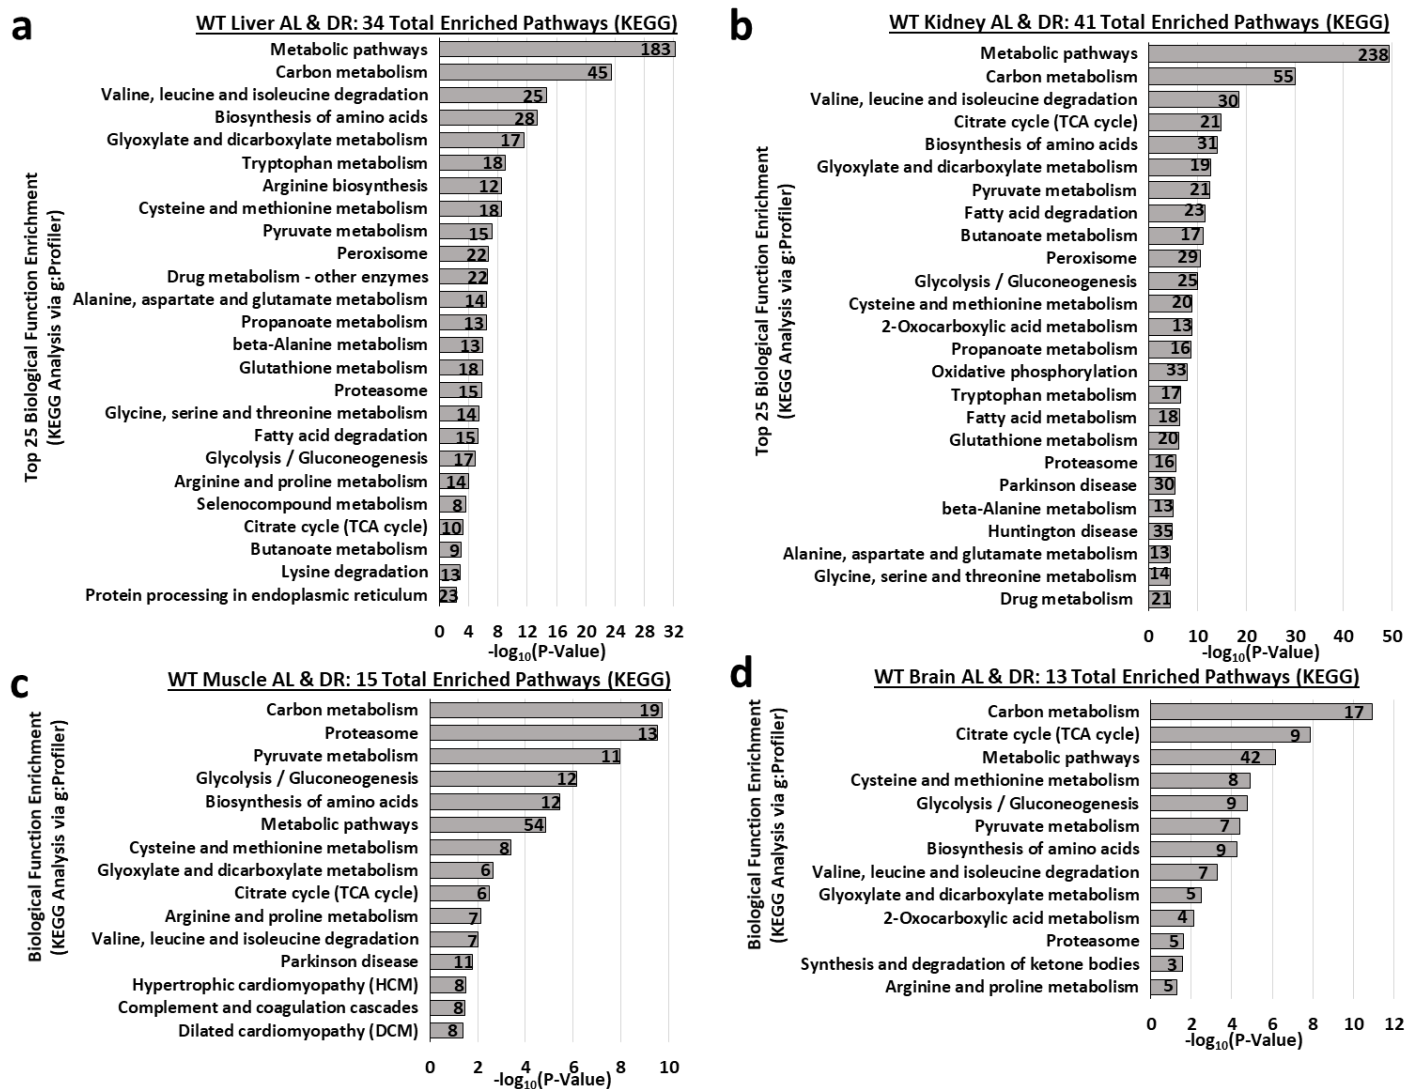 a
WT Liver AL & DR: 34 Total Enriched Pathways (KEGG)
Top 25 Biological Function Enrichment
(KEGG Analysis via g:Profiler)
Metabolic pathways 183
Carbon metabolism 45
Valine, leucine and isoleucine degradation 25
Biosynthesis of amino acids 28
Glyoxylate and dicarboxylate metabolism 17
Tryptophan metabolism 18
Arginine biosynthesis 12
Cysteine and methionine metabolism 18
Pyruvate metabolism 15
Peroxisome 22
Drug metabolism - other enzymes 22
Alanine, aspartate and glutamate metabolism 14
Propanoate metabolism 13
beta-Alanine metabolism 13
Glutathione metabolism 18
Proteasome 15
Glycine, serine and threonine metabolism 14
Fatty acid degradation 15
Glycolysis / Gluconeogenesis 17
Arginine and proline metabolism 14
Selenocompound metabolism 8
Citrate cycle (TCA cycle) 10
Butanoate metabolism 9
Lysine degradation 13
Protein processing in endoplasmic reticulum 23
0 4 8 12 16 20 24 28 32
-log10(P-Value)
b
WT Kidney AL & DR: 41 Total Enriched Pathways (KEGG)
Top 25 Biological Function Enrichment
(KEGG Analysis via g:Profiler)
Metabolic pathways 238
Carbon metabolism 55
Valine, leucine and isoleucine degradation 30
Citrate cycle (TCA cycle) 21
Biosynthesis of amino acids 31
Glyoxylate and dicarboxylate metabolism 19
Pyruvate metabolism 21
Fatty acid degradation 23
Butanoate metabolism 17
Peroxisome 29
Glycolysis / Gluconeogenesis 25
Cysteine and methionine metabolism 20
2-Oxocarboxylic acid metabolism 13
Propanoate metabolism 16
Oxidative phosphorylation 33
Tryptophan metabolism 17
Fatty acid metabolism 18
Glutathione metabolism 20
Proteasome 16
Parkinson disease 30
beta-Alanine metabolism 13
Huntington disease 35
Alanine, aspartate and glutamate metabolism 13
Glycine, serine and threonine metabolism 14
Drug metabolism 21
0 10 20 30 40 50
-log10(P-Value)
c
WT Muscle AL & DR: 15 Total Enriched Pathways (KEGG)
Biological Function Enrichment
(KEGG Analysis via g:Profiler)
Carbon metabolism 19
Proteasome 13
Pyruvate metabolism 11
Glycolysis / Gluconeogenesis 12
Biosynthesis of amino acids 12
Metabolic pathways 54
Cysteine and methionine metabolism 8
Glyoxylate and dicarboxylate metabolism 6
Citrate cycle (TCA cycle) 6
Arginine and proline metabolism 7
Valine, leucine and isoleucine degradation 7
Parkinson disease 11
Hypertrophic cardiomyopathy (HCM) 8
Complement and coagulation cascades 8
Dilated cardiomyopathy (DCM) 8
0 2 4 6 8 10
-log10(P-Value)
d
WT Brain AL & DR: 13 Total Enriched Pathways (KEGG)
Biological Function Enrichment
(KEGG Analysis via g:Profiler)
Carbon metabolism 17
Citrate cycle (TCA cycle) 9
Metabolic pathways 42
Cysteine and methionine metabolism 8
Glycolysis / Gluconeogenesis 9
Pyruvate metabolism 7
Biosynthesis of amino acids 9
Valine, leucine and isoleucine degradation 7
Glyoxylate and dicarboxylate metabolism 5
2-Oxocarboxylic acid metabolism 4
Proteasome 5
Synthesis and degradation of ketone bodies 3
Arginine and proline metabolism 5
0 2 4 6 8 10 12
-log10(P-Value)